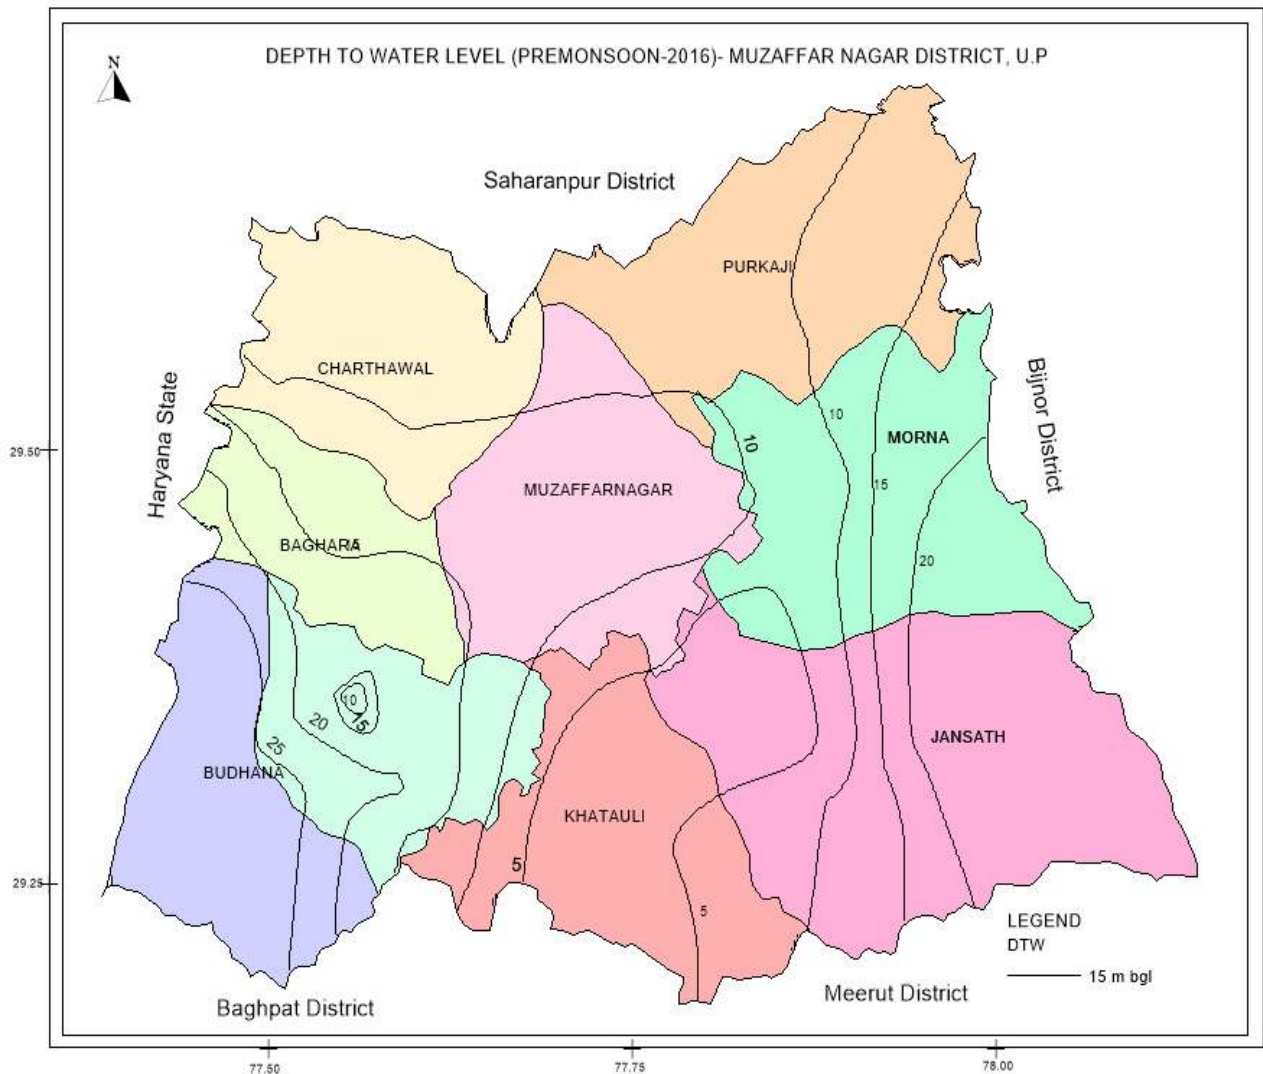 DEPTH TO WATER LEVEL (PREMONSOON-2016)- MUZAFFAR NAGAR DISTRICT, U.P
N
Saharanpur District
PURKAJI
CHARTHAWAL
Haryana State
Bijnor District
10
MORNA
10
29.50
MUZAFFARNAGAR
15
BAGHARA
15
20
10
15
20
25
JANSATH
BUDHANA
KHATAULI
5
29.25
5
LEGEND
DTW
15 m bgl
Meerut District
Baghpat District
77.50
77.75
78.00